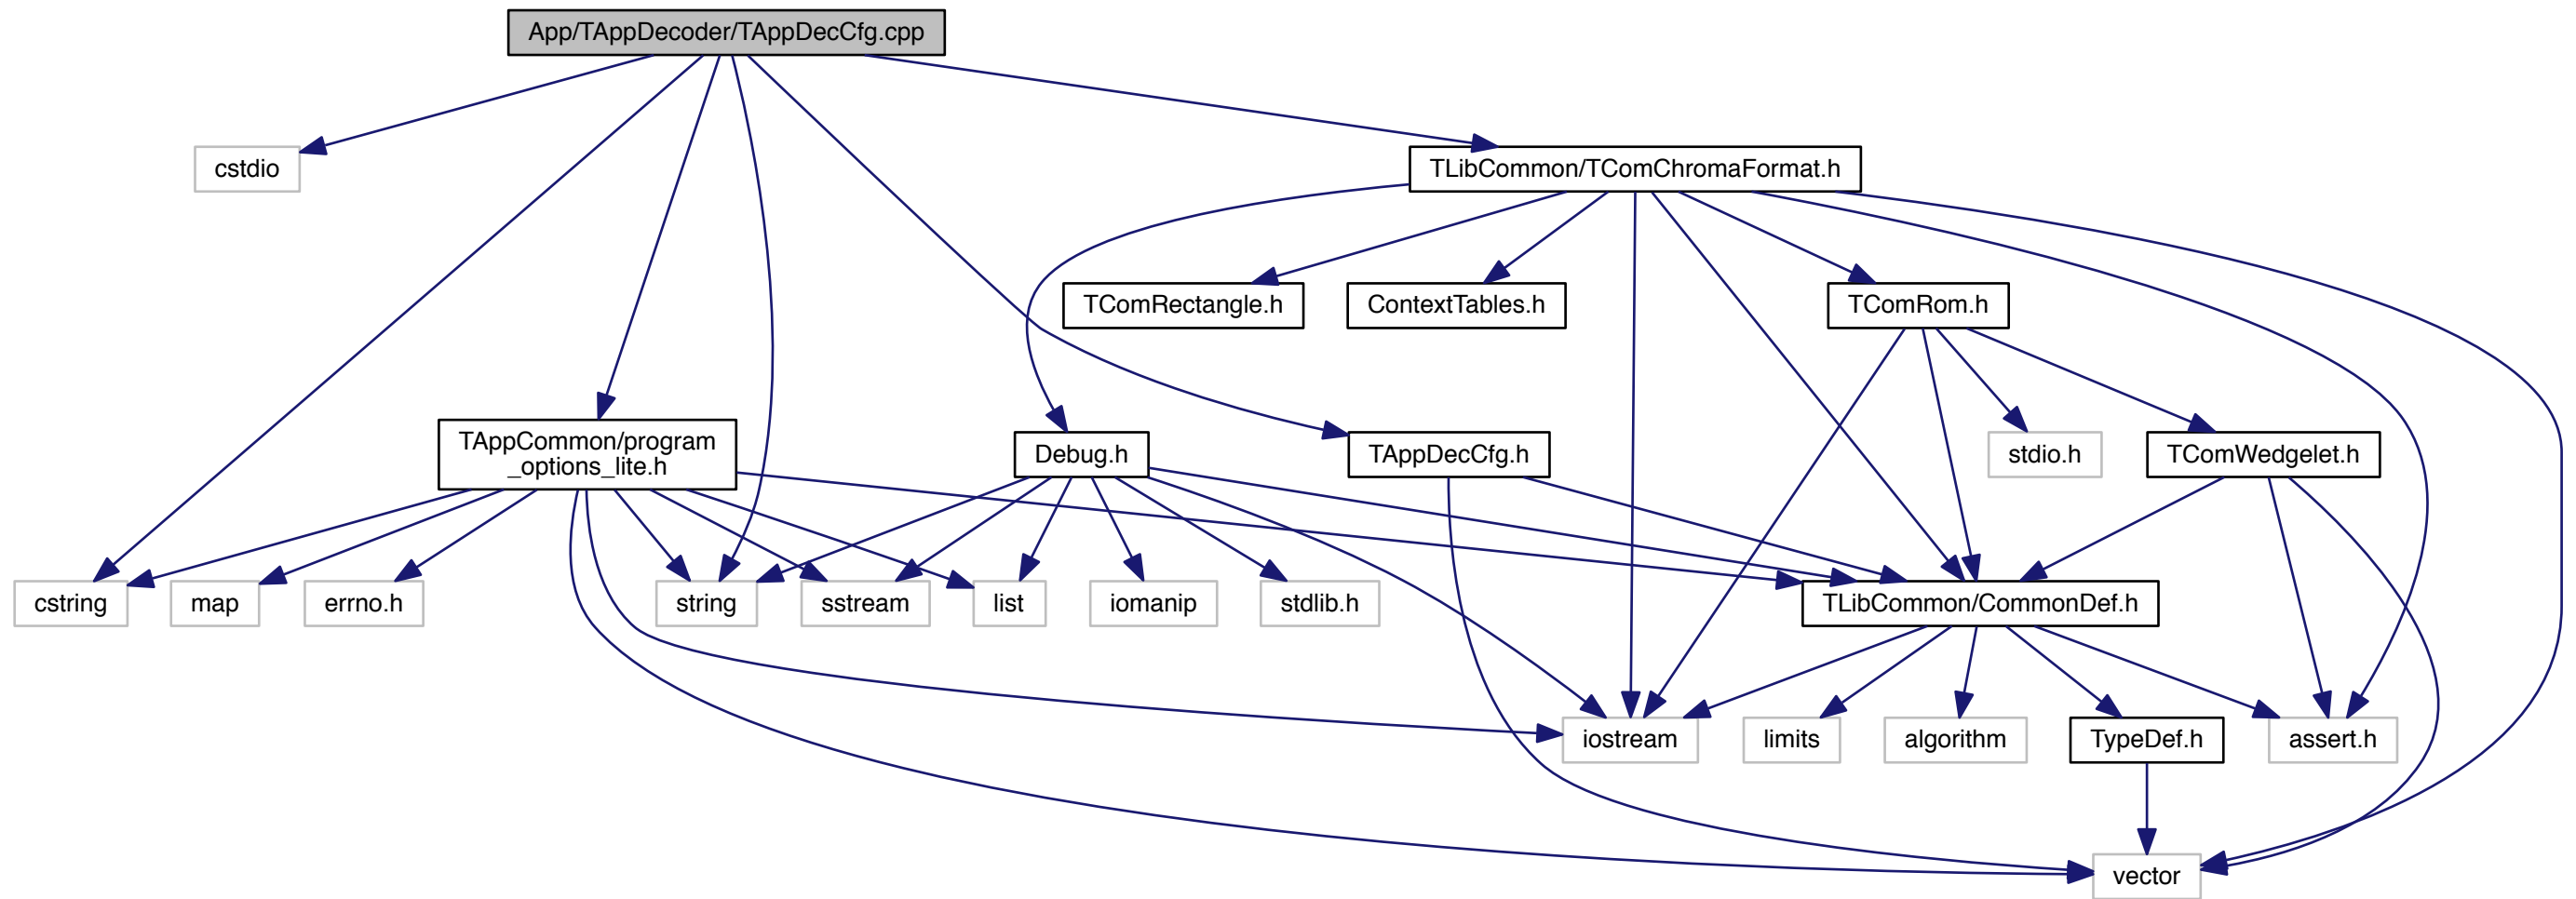 App/TAppDecoder/TAppDecCfg.cpp
cstdio
TLibCommon/TComChromaFormat.h
TComRectangle.h
ContextTables.h
TComRom.h
TAppCommon/program
_options_lite.h
Debug.h
TAppDecCfg.h
stdio.h
TComWedgelet.h
cstring
map
errno.h
string
sstream
list
iomanip
stdlib.h
TLibCommon/CommonDef.h
iostream
limits
algorithm
TypeDef.h
assert.h
vector